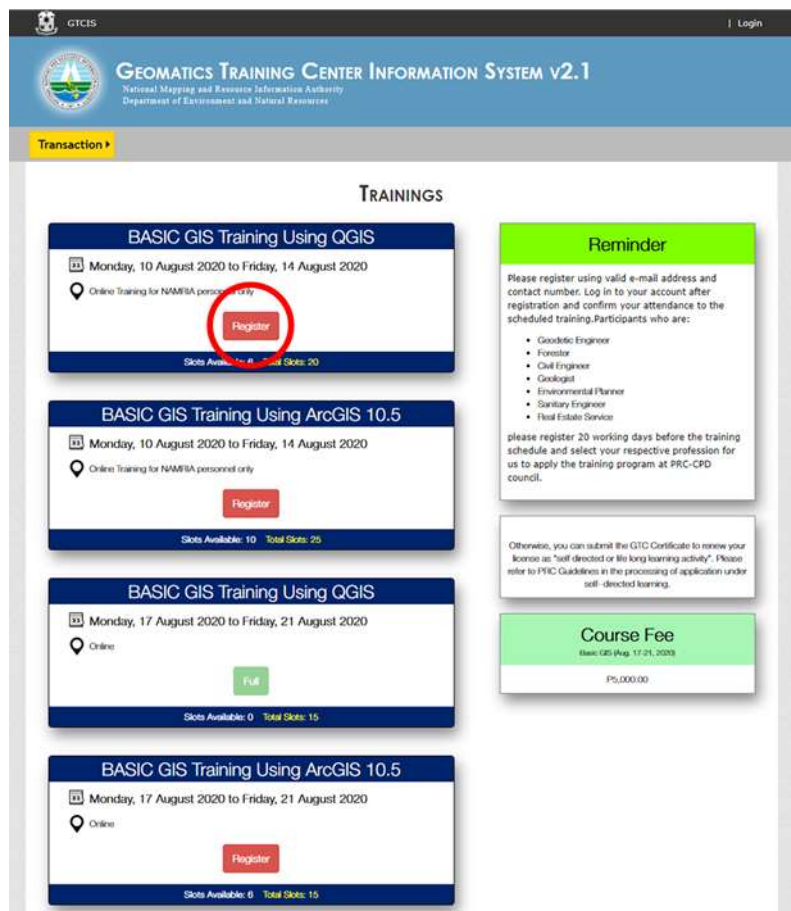 GTCIS
| Login
GEOMATICS TRAINING CENTER INFORMATION SYSTEM V2.1
National Mapping and Resource Information Authority
Department of Environment and Natural Resources
Transaction
TRAININGS
BASIC GIS Training Using QGIS
Monday, 10 August 2020 to Friday, 14 August 2020
Online Training for NAMRIA personnel only
Register
Slots Available: 6 Total Slots: 20
BASIC GIS Training Using ArcGIS 10.5
Monday, 10 August 2020 to Friday, 14 August 2020
Online Training for NAMRIA personnel only
Register
Slots Available: 10 Total Slots: 25
BASIC GIS Training Using QGIS
Monday, 17 August 2020 to Friday, 21 August 2020
Online
Full
Slots Available: 0 Total Slots: 15
BASIC GIS Training Using ArcGIS 10.5
Monday, 17 August 2020 to Friday, 21 August 2020
Online
Register
Slots Available: 6 Total Slots: 15
Reminder
Please register using valid e-mail address and
contact number. Log in to your account after
registration and confirm your attendance to the
scheduled training.Participants who are:
Geodetic Engineer
Forester
Civil Engineer
Geologist
Environmental Planner
Sanitary Engineer
Real Estate Service
please register 20 working days before the training
schedule and select your respective profession for
us to apply the training program at PRC-CPD
council.
Otherwise, you can submit the GTC Certificate to renew your
license as "self directed or life long learning activity". Please
refer to PRC Guidelines in the processing of application under
self- directed learning.
Course Fee
Basic GIS (Aug. 17-21, 2020)
P5,000.00